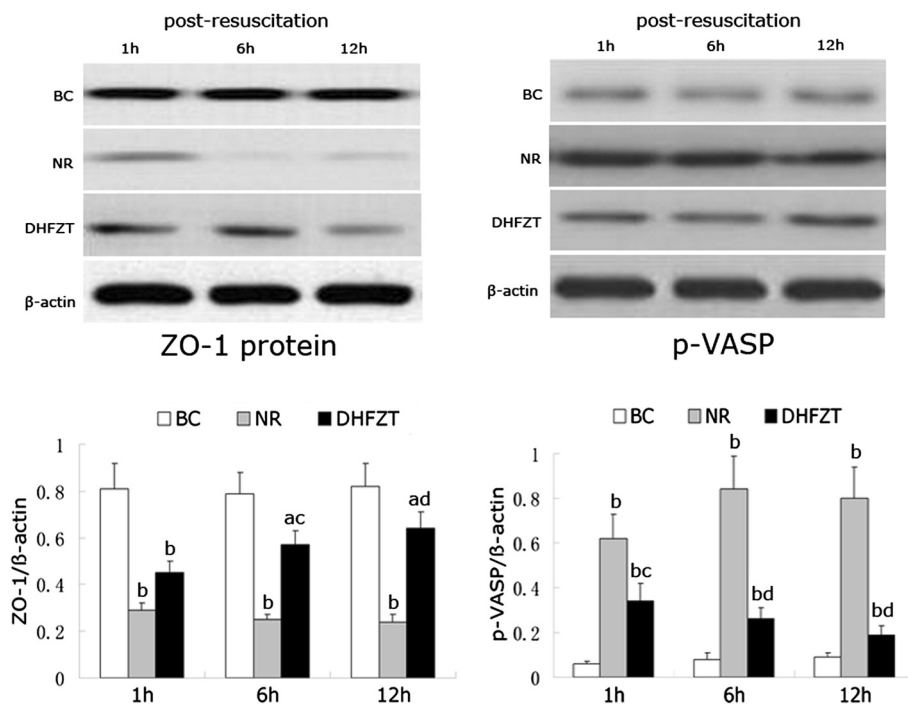 post-resuscitation
1h 6h 12h
BC
NR
DHFZT
β-actin
ZO-1 protein
post-resuscitation
1h 6h 12h
BC
NR
DHFZT
β-actin
p-VASP
BC NR DHFZT
ZO-1/ß-actin
1
0.8
0.6
0.4
0.2
0
b b
b ac
b ad
1h 6h 12h
BC NR DHFZT
p-VASP/ß-actin
1
0.8
0.6
0.4
0.2
0
b bc
b bd
b bd
1h 6h 12h